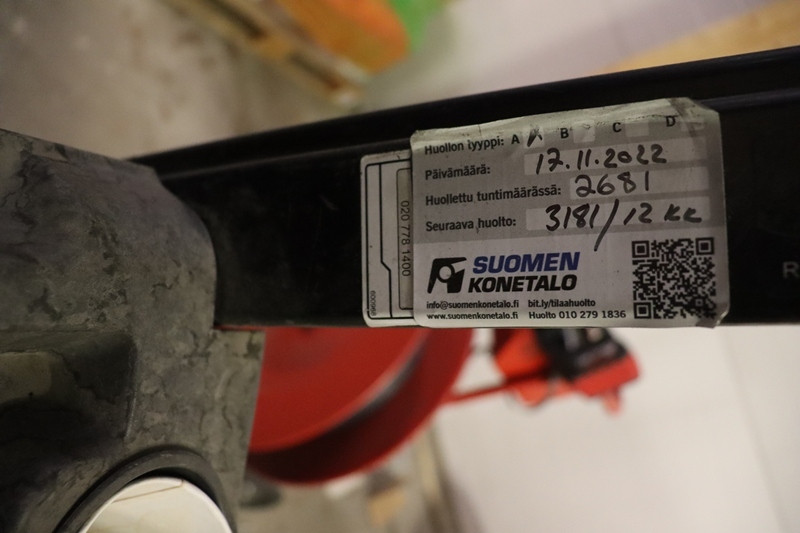 Huollon tyyppi: A B C D
Päivämäärä: 17.11.2022
Huollettu tuntimäärässä: 2681
Seuraava huolto: 3181/12 kk
SUOMEN
KONETALO
info@suomenkonetalo.fi bit.ly/tilaahuolto
www.suomenkonetalo.fi Huolto 010 279 1836
020 778 1400
R